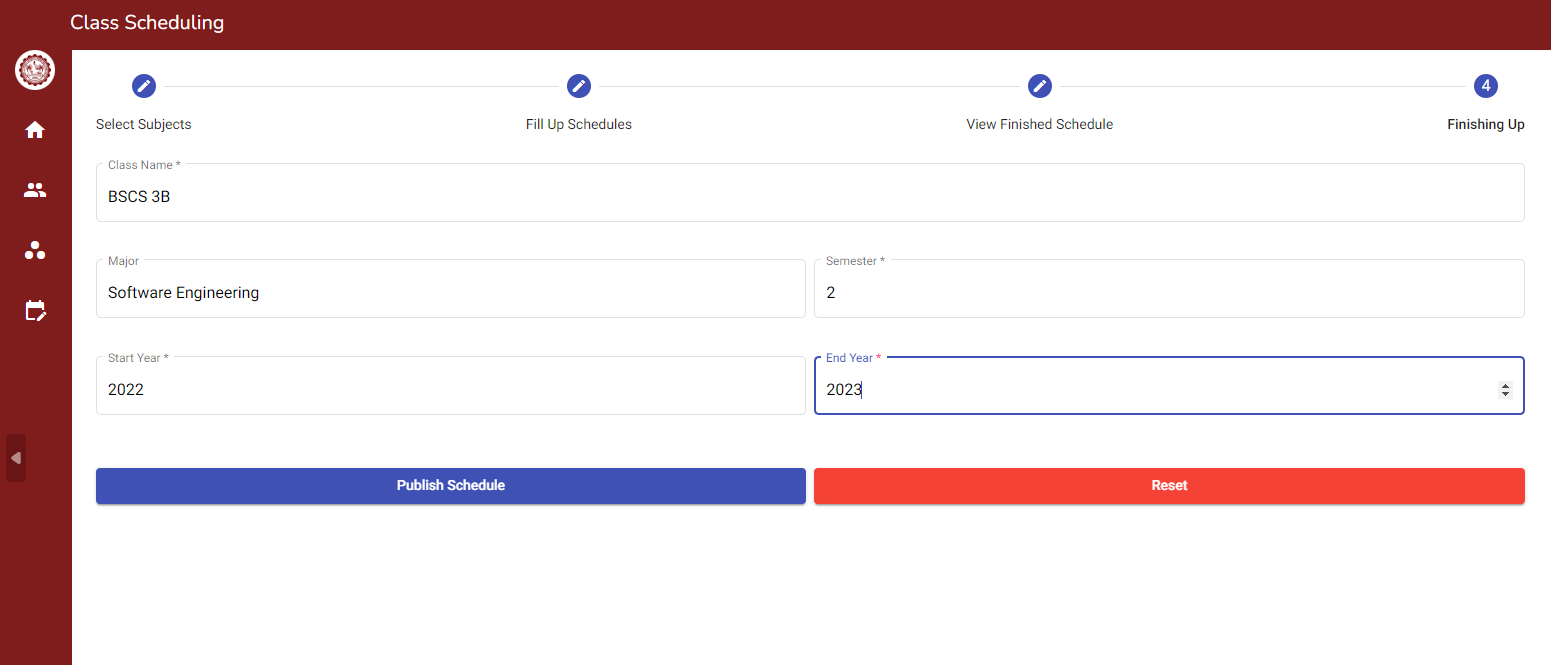 Class Scheduling
4
Select Subjects
Fill Up Schedules
View Finished Schedule
Finishing Up
Class Name *
BSCS 3B
Major
Semester *
Software Engineering
2
Start Year *
End Year *
2022
2023
Publish Schedule
Reset